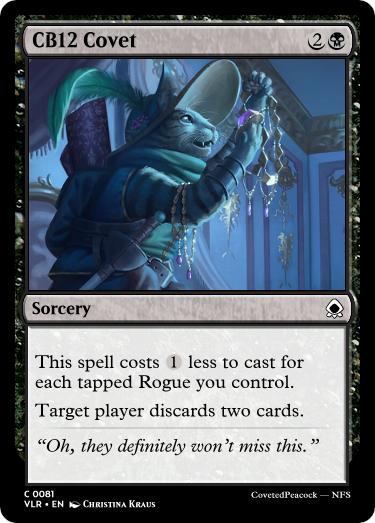 CB12 Covet 2
Sorcery
This spell costs 1 less to cast for
each tapped Rogue you control.
Target player discards two cards.
“Oh, they definitely won’t miss this.”
C 0081
VLR • EN Christina Kraus
CovetedPeacock — NFS